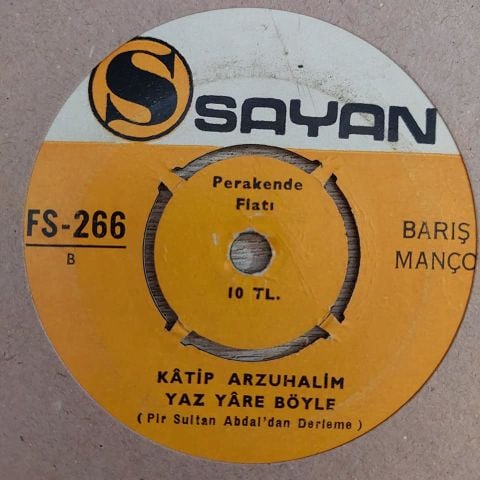 S SAYAN
Perakende
Fiatı
FS-266
B
BARIŞ
MANÇO
10 TL.
KÂTİP ARZUHALİM
YAZ YÂRE BÖYLE
( Pir Sultan Abdal'dan Derleme )